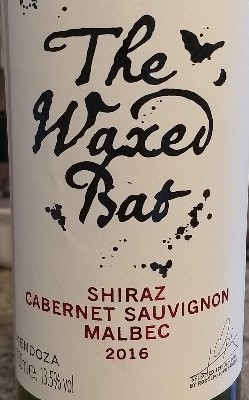 The
Waxed
Bat
SHIRAZ
CABERNET SAUVIGNON
MALBEC
2016
MENDOZA
13.5% vol